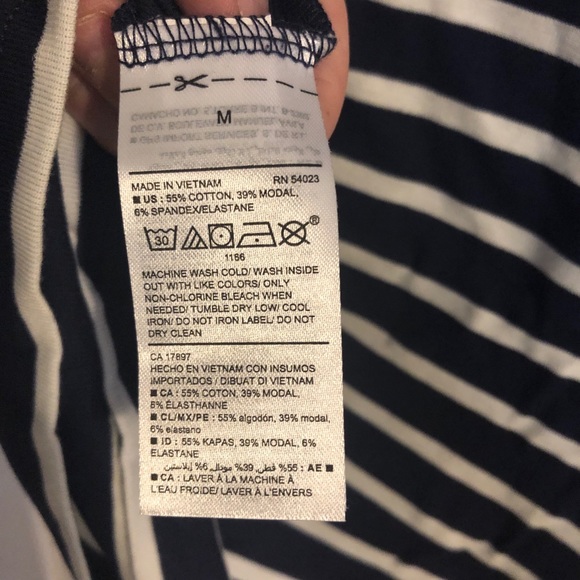 M
MADE IN VIETNAM RN 54023
■ US : 55% COTTON, 39% MODAL,
6% SPANDEX/ELASTANE
30
®
1166
MACHINE WASH COLD/ WASH INSIDE
OUT WITH LIKE COLORS/ ONLY
NON-CHLORINE BLEACH WHEN
NEEDED/ TUMBLE DRY LOW/ COOL
IRON/ DO NOT IRON LABEL/ DO NOT
DRY CLEAN
CA 17897
HECHO EN VIETNAM CON INSUMOS
IMPORTADOS / DIBUAT DI VIETNAM
■ CA : 55% COTON, 39% MODAL,
6% ÉLASTHANNE
■ CL/MX/PE : 55% algodón, 39% modal,
6% elastano
■ ID : 55% KAPAS, 39% MODAL, 6%
ELASTANE
■ AE : 55% قطن, 39% مودال, 6% إيلاستين
■ CA : LAVER À LA MACHINE À
L'EAU FROIDE/ LAVER À L'ENVERS